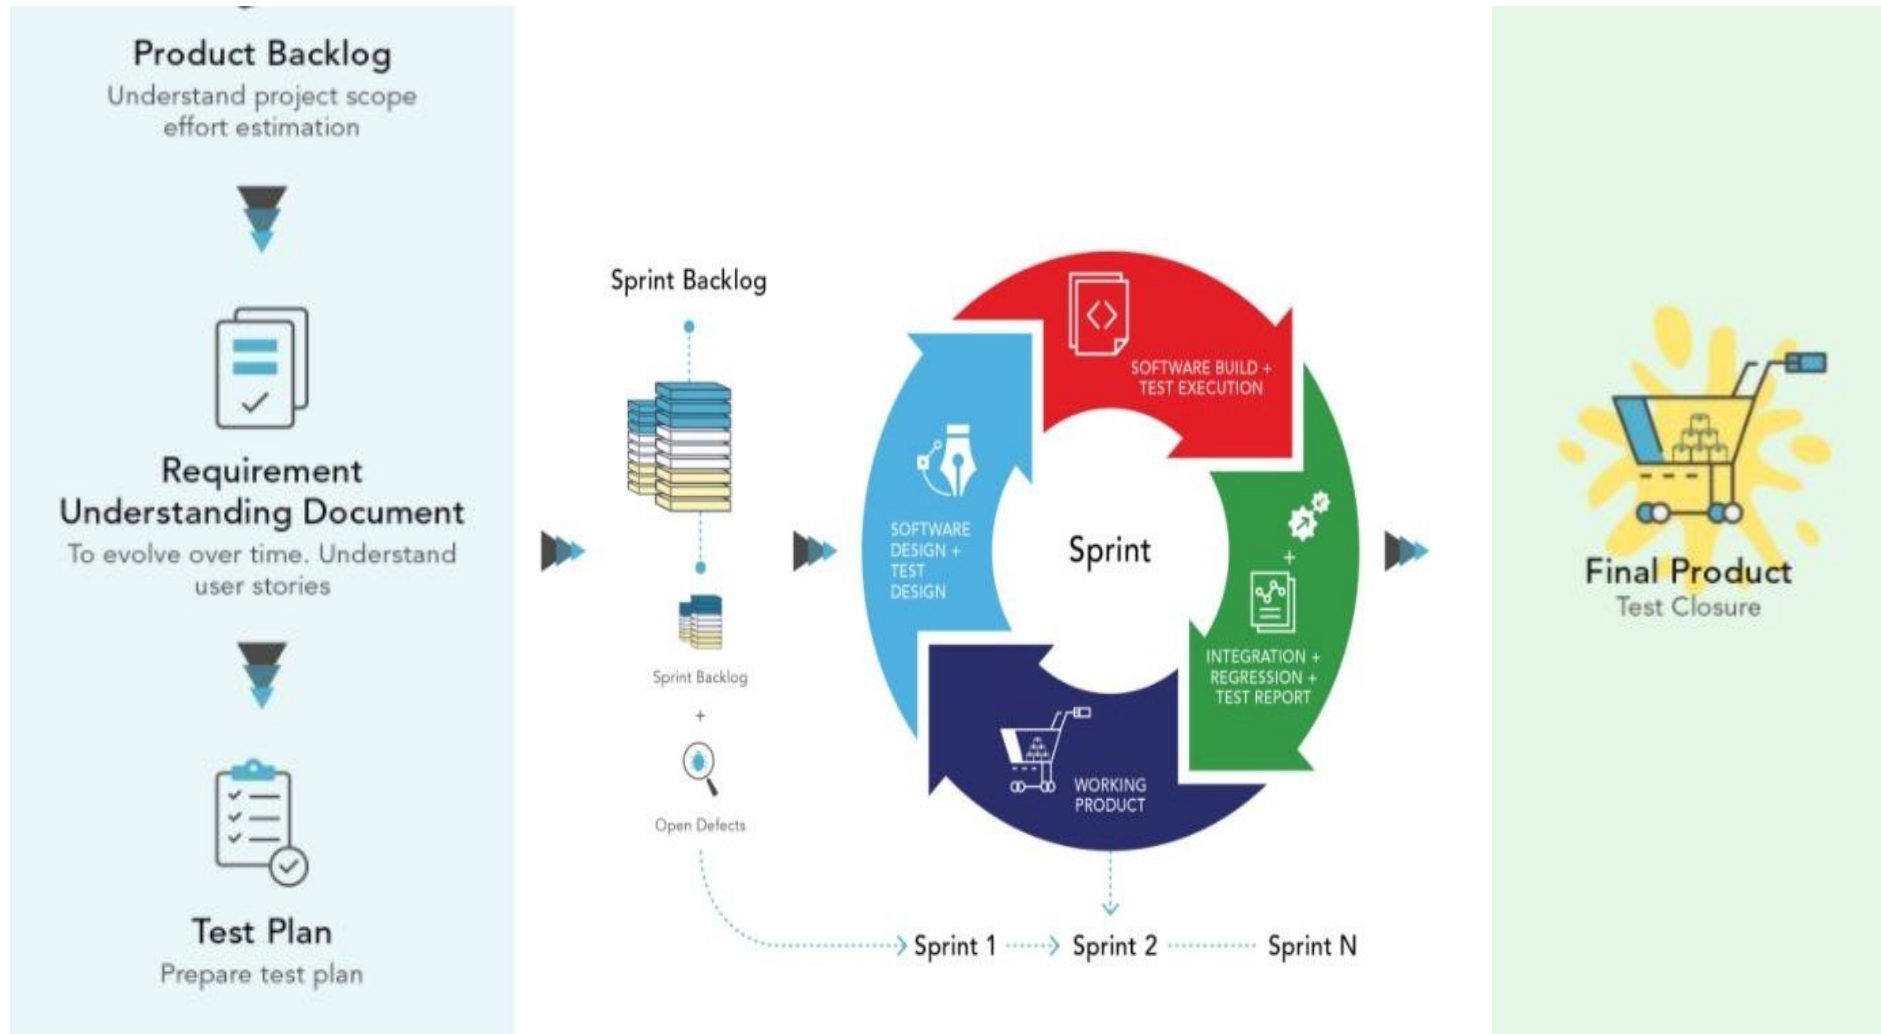 Product Backlog
Understand project scope
effort estimation
Requirement
Understanding Document
To evolve over time. Understand
user stories
Test Plan
Prepare test plan
Sprint Backlog
Sprint Backlog
+
Open Defects
SOFTWARE BUILD +
TEST EXECUTION
SOFTWARE
DESIGN +
TEST
DESIGN
Sprint
+
INTEGRATION +
REGRESSION +
TEST REPORT
WORKING
PRODUCT
Sprint 1
Sprint 2
Sprint N
Final Product
Test Closure